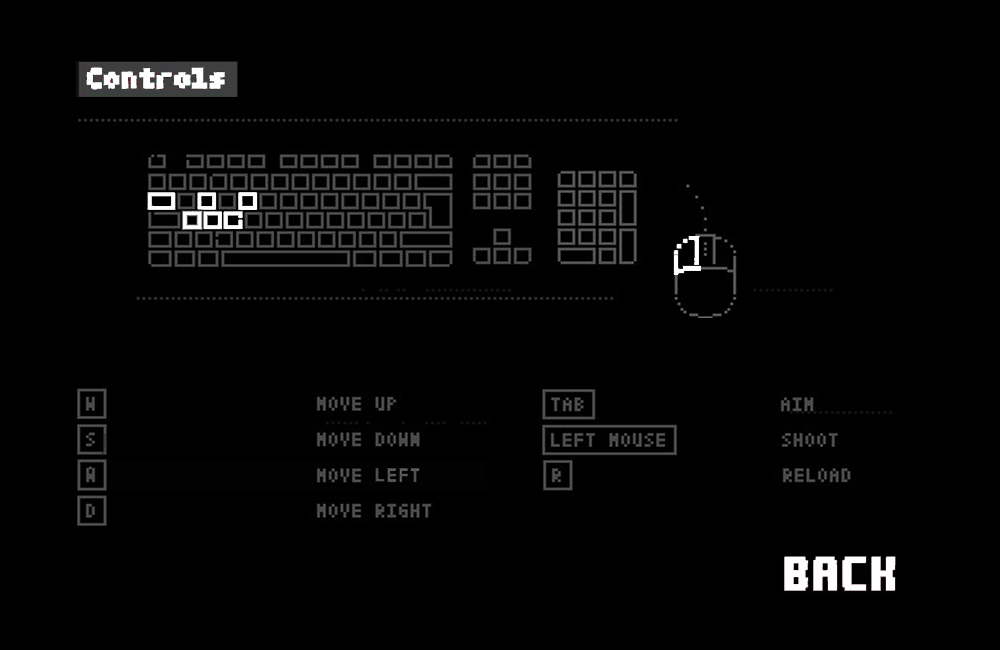 Controls
W MOVE UP TAB AIM
S MOVE DOWN LEFT MOUSE SHOOT
A MOVE LEFT R RELOAD
D MOVE RIGHT
BACK